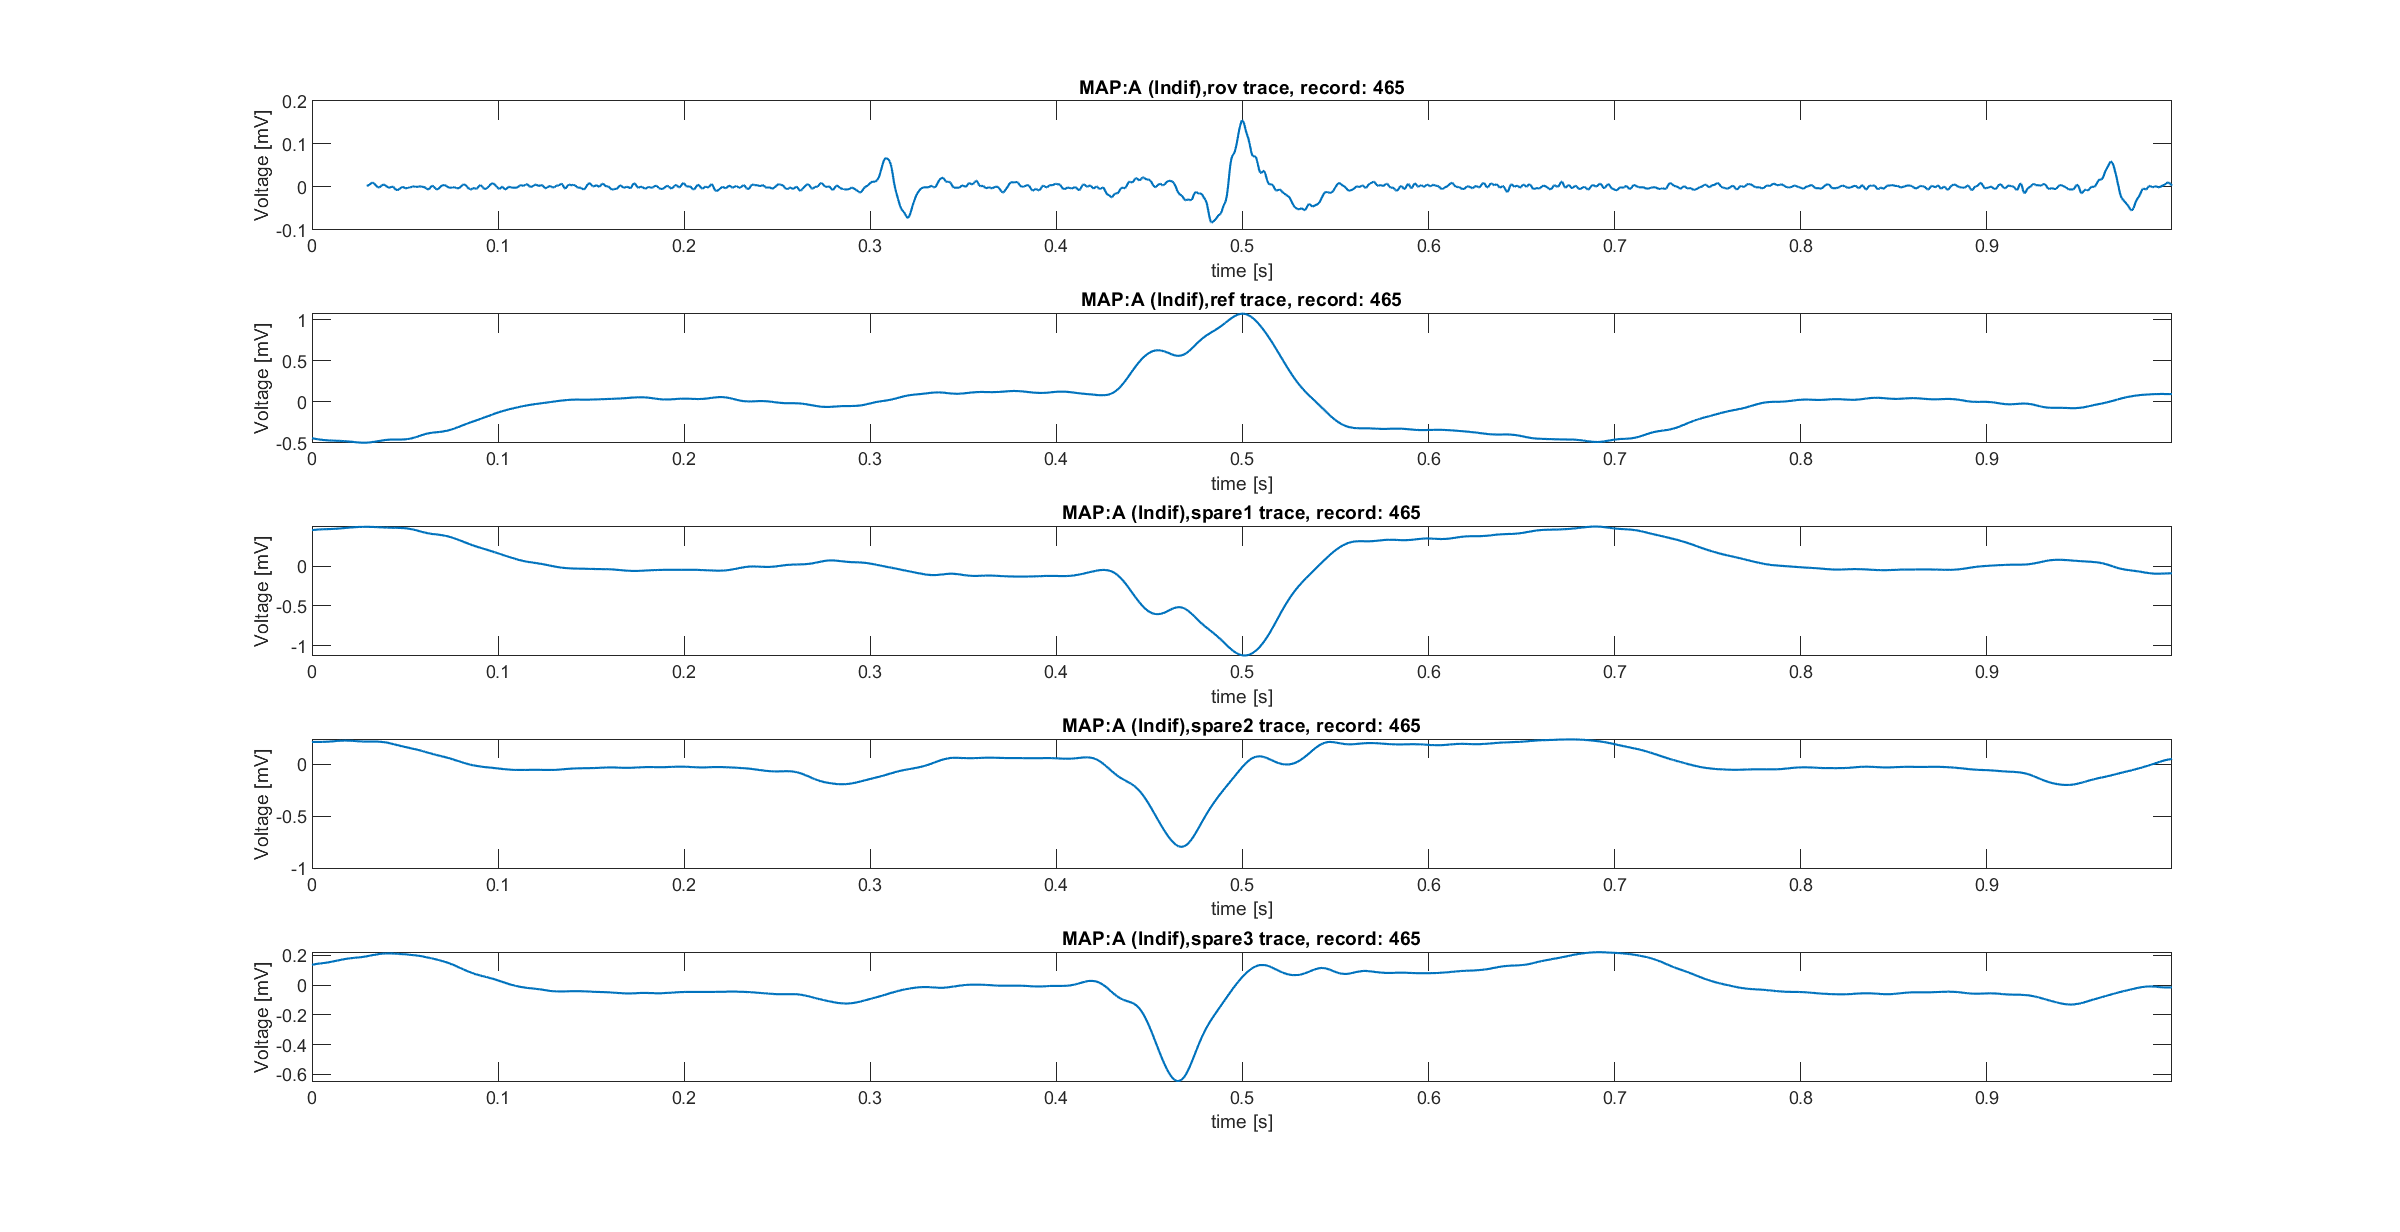 MAP:A (Indif),rov trace, record: 465
Voltage [mV]
0.2
0.1
0
-0.1
0 0.1 0.2 0.3 0.4 0.5 0.6 0.7 0.8 0.9
time [s]
MAP:A (Indif),ref trace, record: 465
Voltage [mV]
1
0.5
0
-0.5
0 0.1 0.2 0.3 0.4 0.5 0.6 0.7 0.8 0.9
time [s]
MAP:A (Indif),spare1 trace, record: 465
Voltage [mV]
0
-0.5
-1
0 0.1 0.2 0.3 0.4 0.5 0.6 0.7 0.8 0.9
time [s]
MAP:A (Indif),spare2 trace, record: 465
Voltage [mV]
0
-0.5
-1
0 0.1 0.2 0.3 0.4 0.5 0.6 0.7 0.8 0.9
time [s]
MAP:A (Indif),spare3 trace, record: 465
Voltage [mV]
0.2
0
-0.2
-0.4
-0.6
0 0.1 0.2 0.3 0.4 0.5 0.6 0.7 0.8 0.9
time [s]